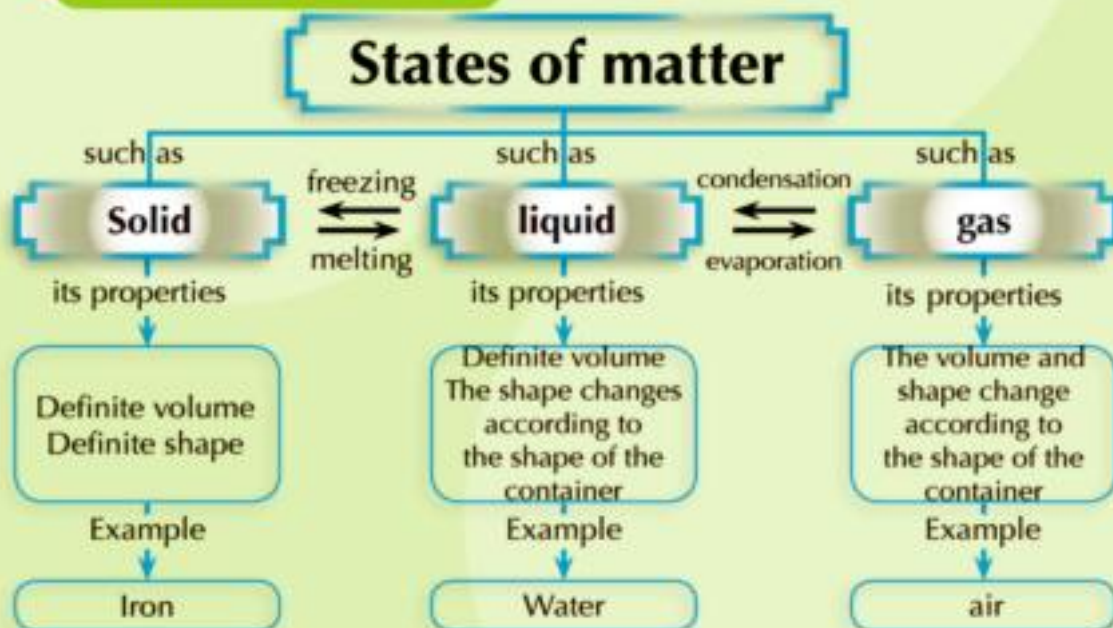 States of matter
such as
such as
such as
Solid
freezing
melting
liquid
condensation
evaporation
gas
its properties
its properties
its properties
Definite volume
Definite shape
Definite volume
The shape changes
according to
the shape of the
container
The volume and
shape change
according to
the shape of the
container
Example
Example
Example
Iron
Water
air